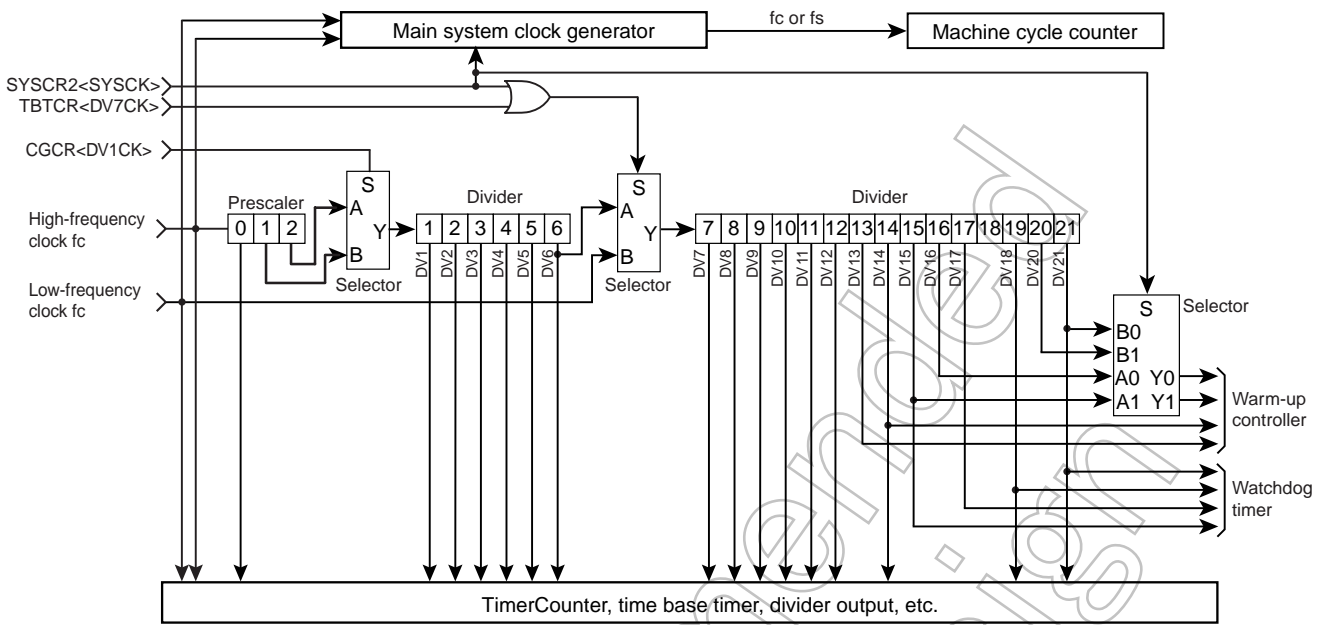 Main system clock generator
fc or fs
Machine cycle counter
SYSCR2<SYSCK>
TBTCR<DV7CK>
CGCR<DV1CK>
High-frequency
clock fc
Low-frequency
clock fc
Prescaler
0 1 2
S
A
Y
B
Selector
Divider
1 2 3 4 5 6
DV1 DV2 DV3 DV4 DV5 DV6
S
A
Y
B
Selector
Divider
7 8 9 10 11 12 13 14 15 16 17 18 19 20 21
DV7 DV8 DV9 DV10 DV11 DV12 DV13 DV14 DV15 DV16 DV17 DV18 DV20 DV21
S
Selector
B0
B1
A0 Y0
A1 Y1
Warm-up
controller
Watchdog
timer
TimerCounter, time base timer, divider output, etc.